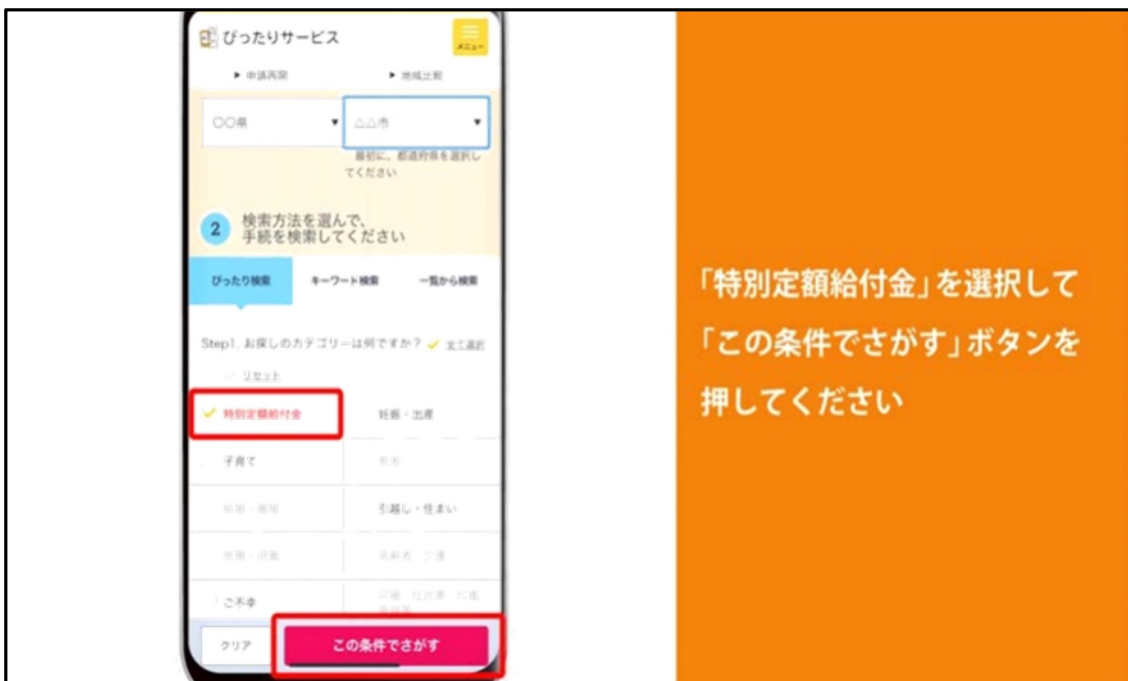 ぴったりサービス
メニュー
▶ 申請再開
▶ 地域比較
〇〇県 ▼
△△市 ▼
最初に、都道府県を選択し
てください
2
検索方法を選んで、
手続を検索してください
ぴったり検索
キーワード検索
一覧から検索
Step1. お探しのカテゴリーは何ですか?
全て選択
リセット
特別定額給付金
妊娠・出産
子育て
引越し・住まい
ご不幸
クリア
この条件でさがす
「特別定額給付金」を選択して
「この条件でさがす」ボタンを
押してください